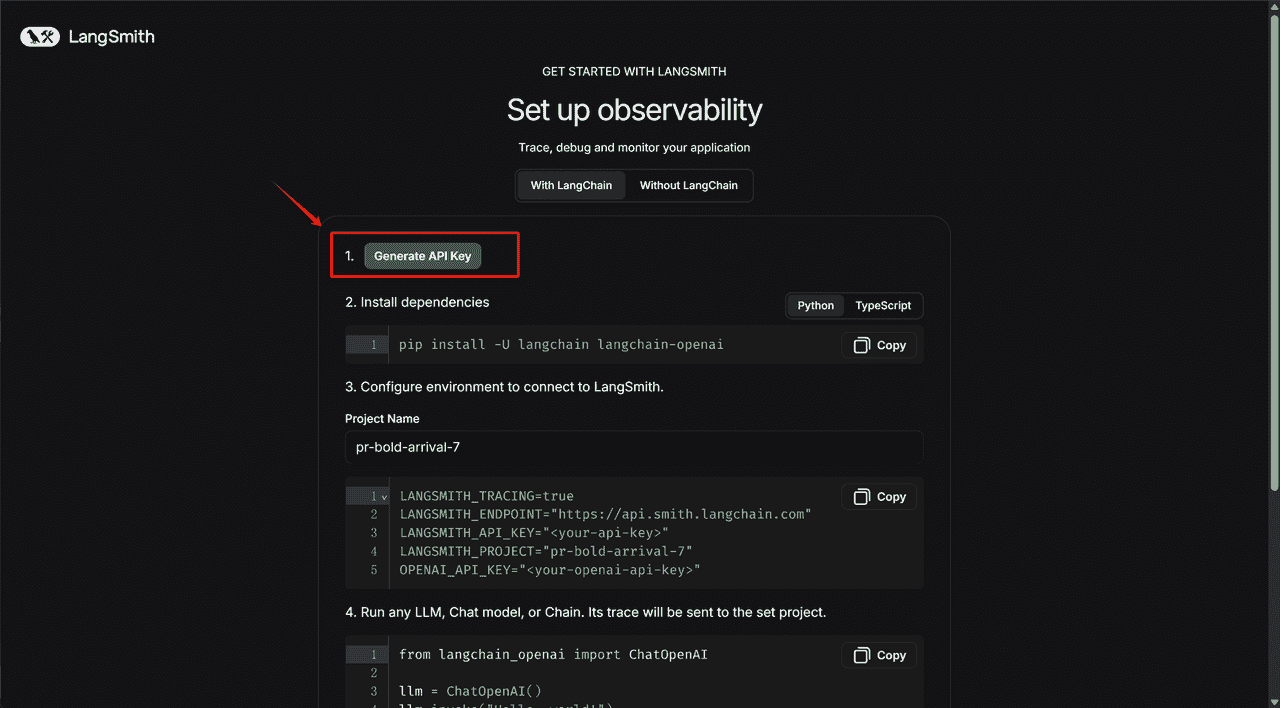 LangSmith
GET STARTED WITH LANGSMITH
Set up observability
Trace, debug and monitor your application
With LangChain Without LangChain
1. Generate API Key
2. Install dependencies
Python TypeScript
1 pip install -U langchain langchain-openai
Copy
3. Configure environment to connect to LangSmith.
Project Name
pr-bold-arrival-7
1 LANGSMITH_TRACING=true
Copy
2 LANGSMITH_ENDPOINT="https://api.smith.langchain.com"
3 LANGSMITH_API_KEY="<your-api-key>"
4 LANGSMITH_PROJECT="pr-bold-arrival-7"
5 OPENAI_API_KEY="<your-openai-api-key>"
4. Run any LLM, Chat model, or Chain. Its trace will be sent to the set project.
1 from langchain_openai import ChatOpenAI
Copy
2
3 llm = ChatOpenAI()
4 llm.invoke("Hello, world!")